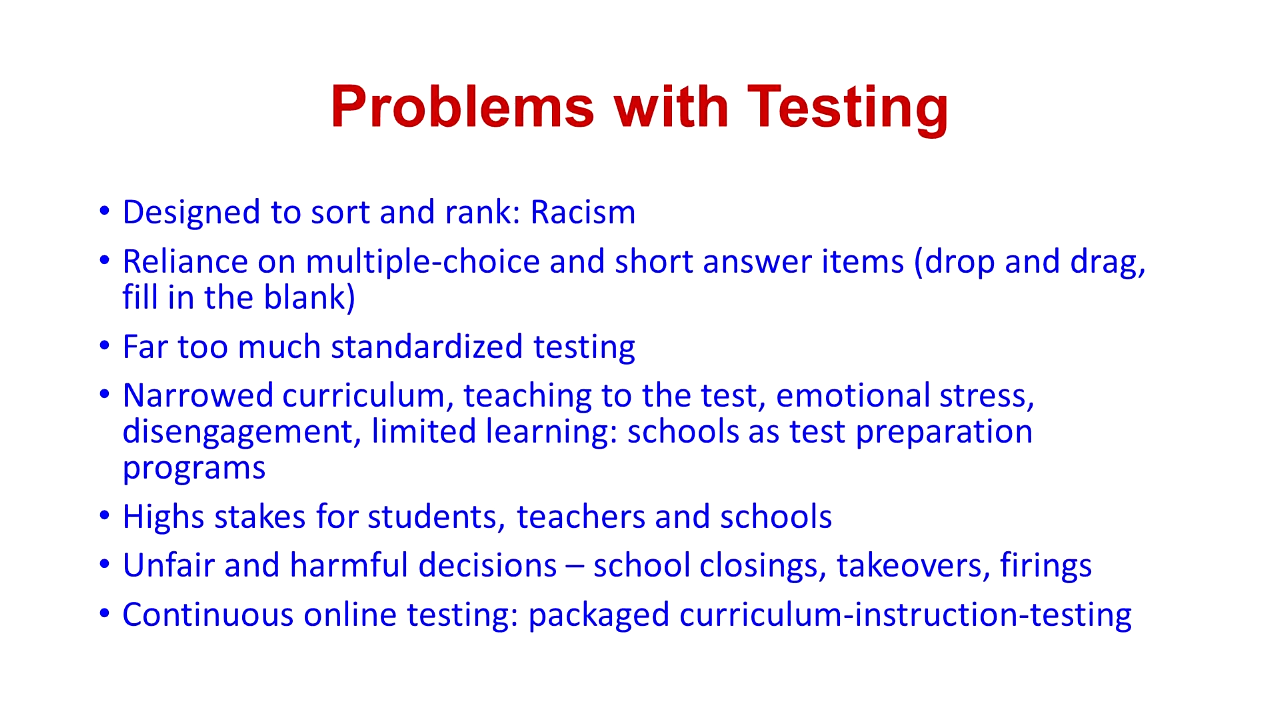 Problems with Testing
• Designed to sort and rank: Racism
• Reliance on multiple-choice and short answer items (drop and drag,
fill in the blank)
• Far too much standardized testing
• Narrowed curriculum, teaching to the test, emotional stress,
disengagement, limited learning: schools as test preparation
programs
• Highs stakes for students, teachers and schools
• Unfair and harmful decisions – school closings, takeovers, firings
• Continuous online testing: packaged curriculum-instruction-testing